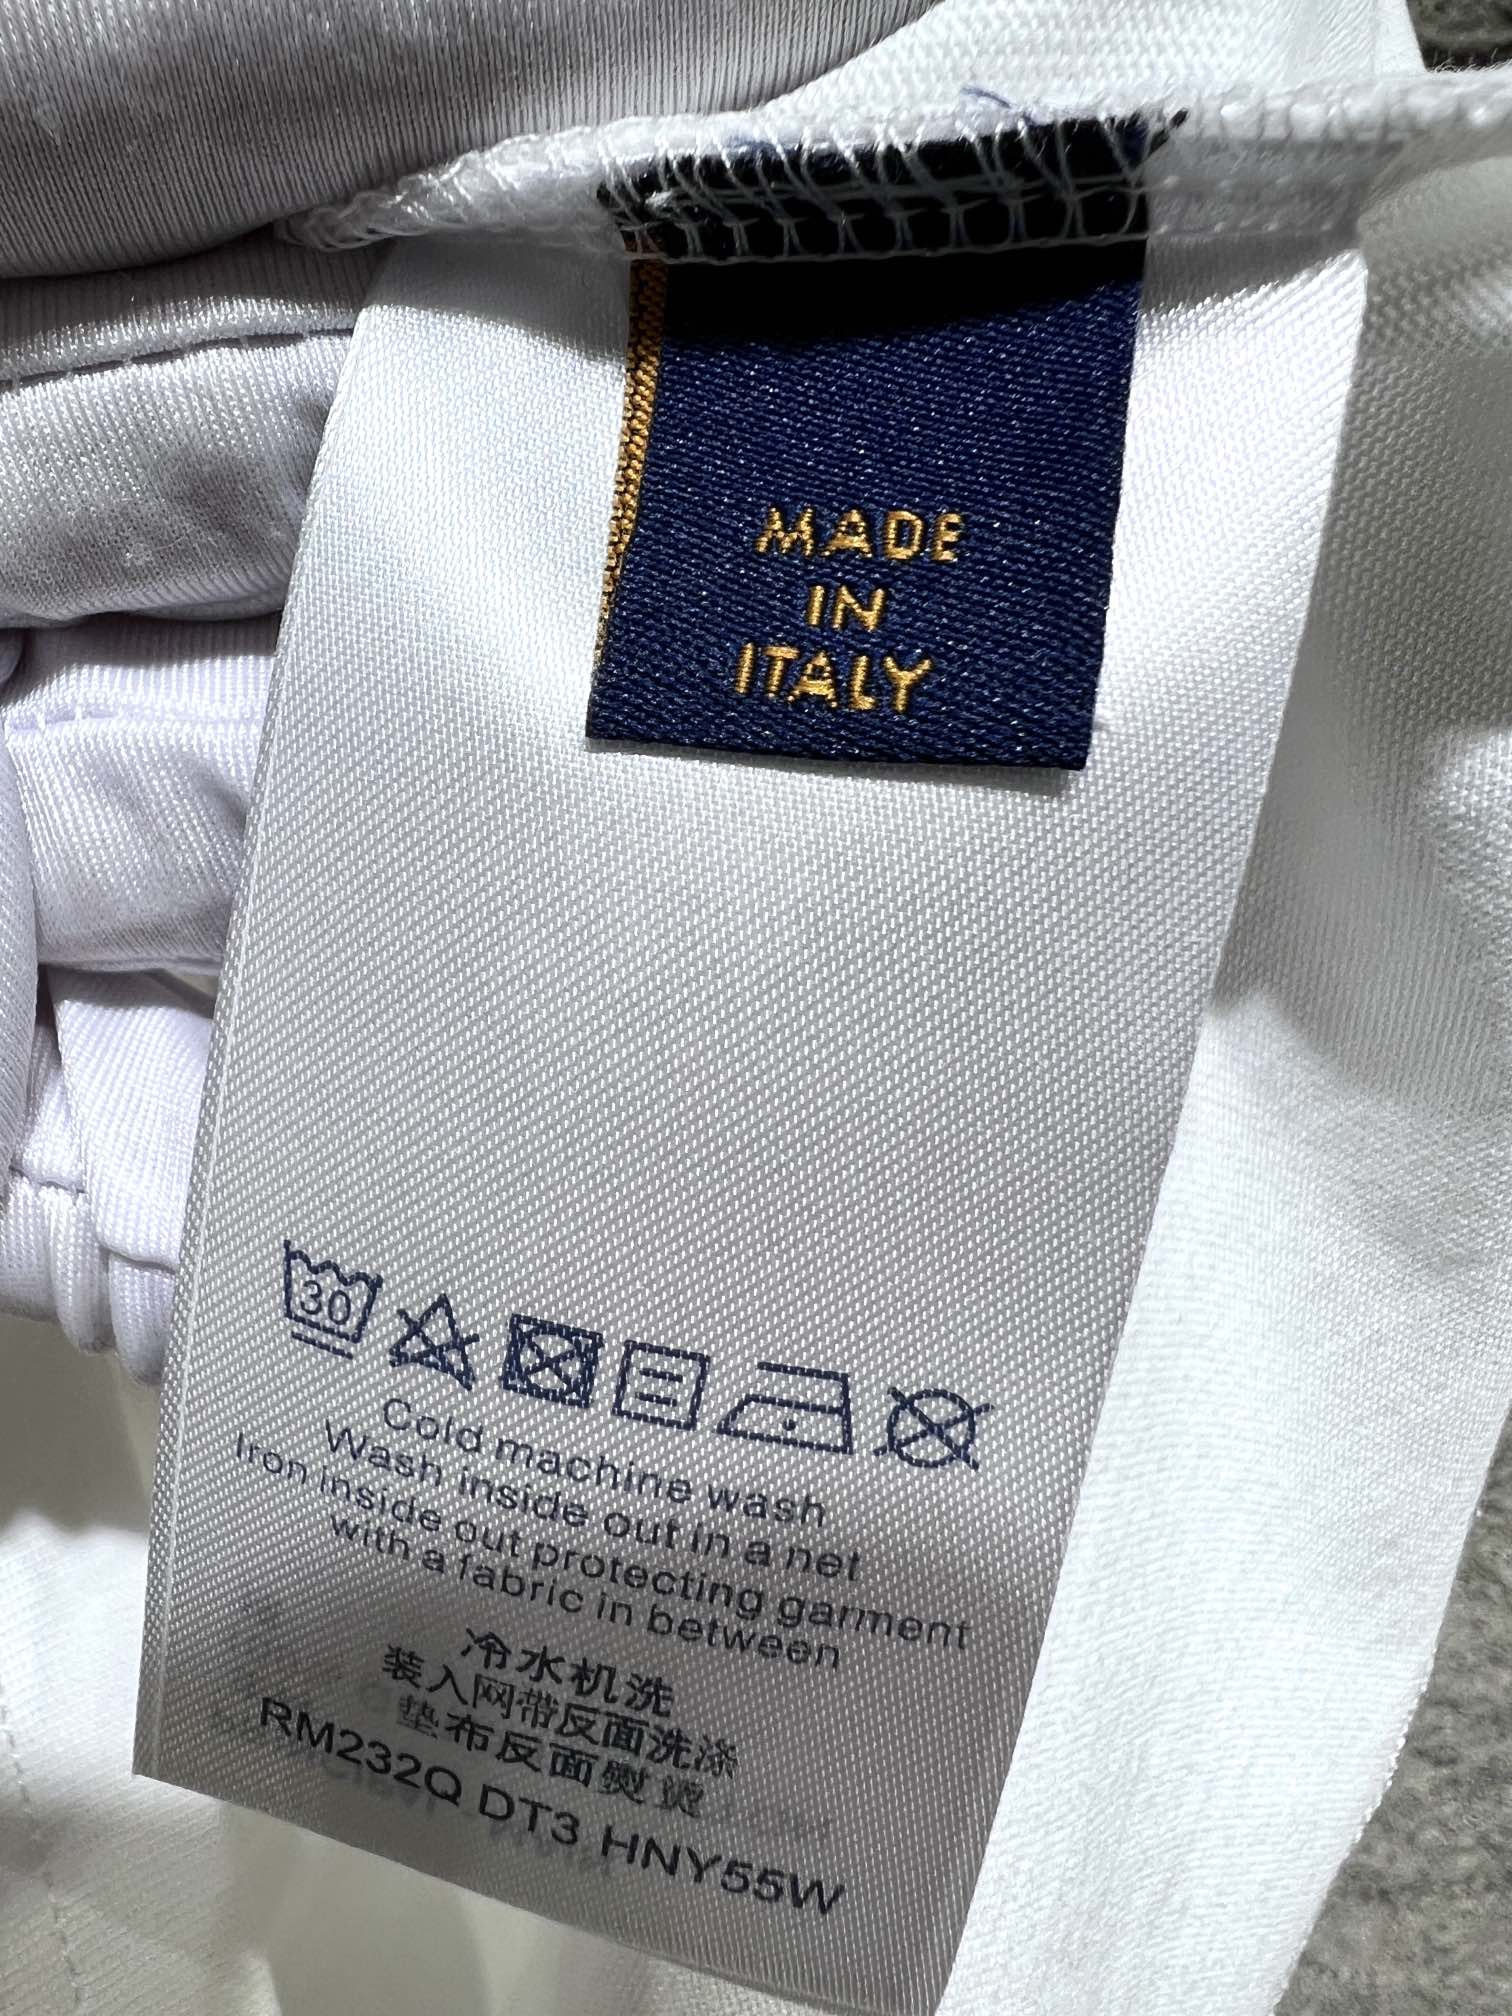 MADE
IN
ITALY
30
Cold machine wash
Wash inside out in a net
Iron inside out protecting garment
with a fabric in between
冷水机洗
装入网带反面洗涤
垫布反面熨烫
RM232Q DT3 HNY55W